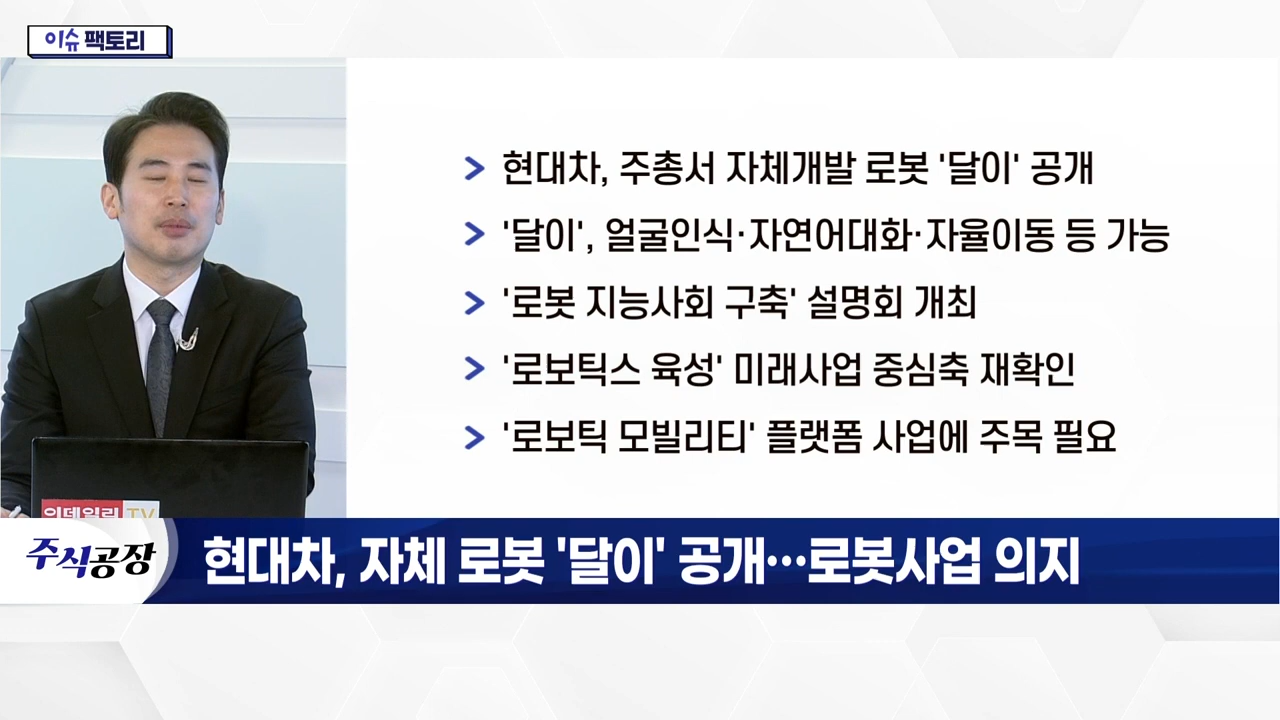 이슈 팩토리
> 현대차, 주총서 자체개발 로봇 '달이' 공개
> '달이', 얼굴인식·자연어대화·자율이동 등 가능
> '로봇 지능사회 구축' 설명회 개최
> '로보틱스 육성' 미래사업 중심축 재확인
> '로보틱 모빌리티' 플랫폼 사업에 주목 필요
이데일리 TV
주식공장
현대차, 자체 로봇 '달이' 공개…로봇사업 의지